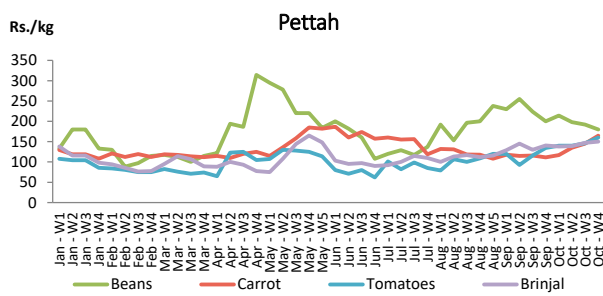 Rs./kg
Pettah
350
300
250
200
150
100
50
0
Jan - W1
Jan - W2
Jan - W3
Jan - W4
Feb - W1
Feb - W2
Feb - W3
Feb - W4
Mar - W1
Mar - W2
Mar - W3
Mar - W4
Apr - W1
Apr - W2
Apr - W3
Apr - W4
May - W1
May - W2
May - W3
May - W4
May - W5
Jun - W1
Jun - W2
Jun - W3
Jun - W4
Jul - W1
Jul - W2
Jul - W3
Jul - W4
Aug - W1
Aug - W2
Aug - W3
Aug - W4
Aug - W5
Sep - W1
Sep - W2
Sep - W3
Sep - W4
Oct - W1
Oct - W2
Oct - W3
Oct - W4
Beans Carrot Tomatoes Brinjal